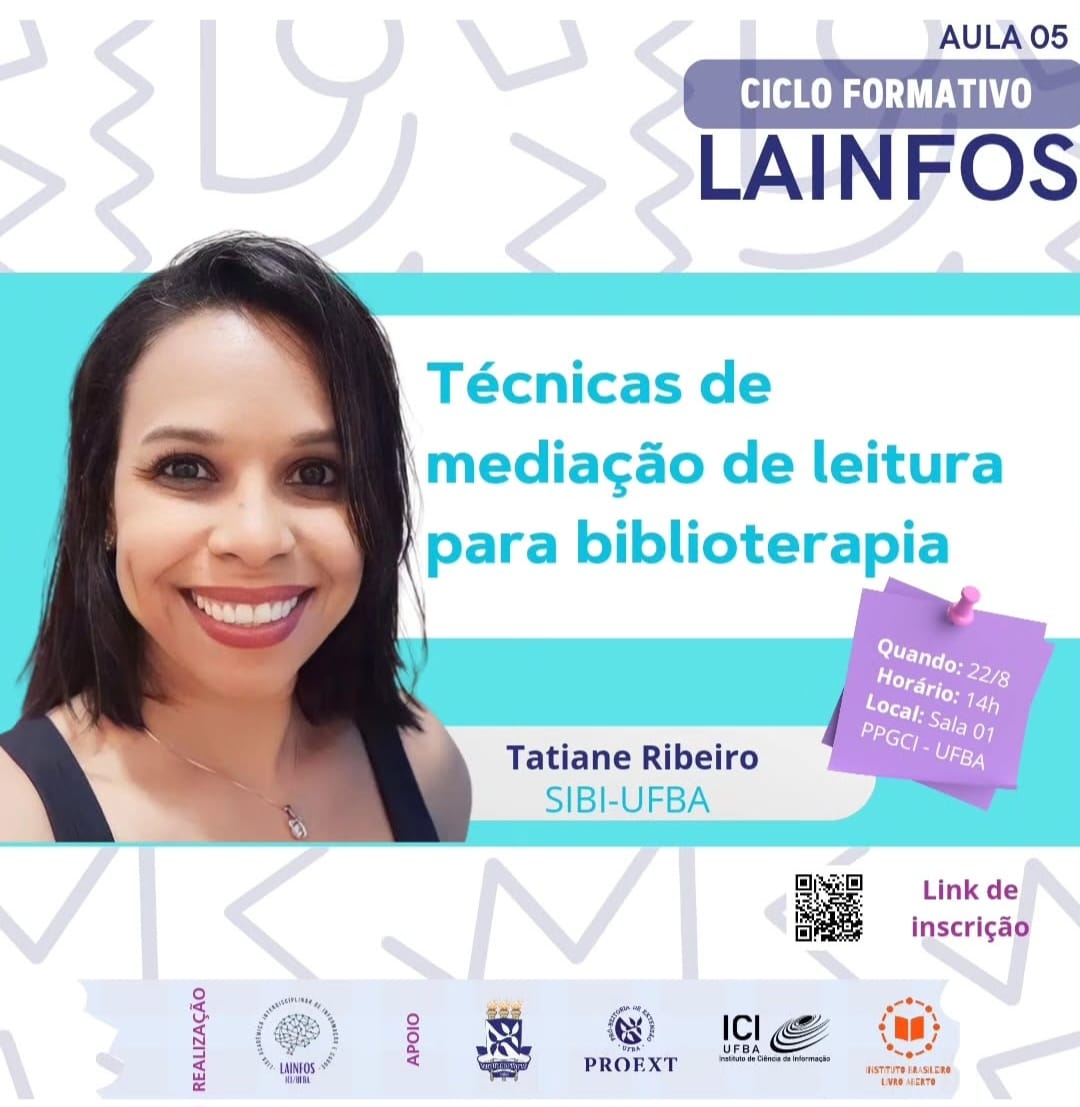 AULA 05
CICLO FORMATIVO
LAINFOS
Técnicas de
mediação de leitura
para biblioterapia
Quando: 22/8
Horário: 14h
Local: Sala 01
PPGCI - UFBA
Tatiane Ribeiro
SIBI-UFBA
Link de
inscrição
REALIZAÇÃO
LAINFOS
ICI/UFBA
APOIO
PRÓ-REITORIA DE EXTENSÃO
UFBA
PROEXT
ICI
UFBA
Instituto de Ciência da Informação
INSTITUTO BRASILEIRO
LIVRO ABERTO